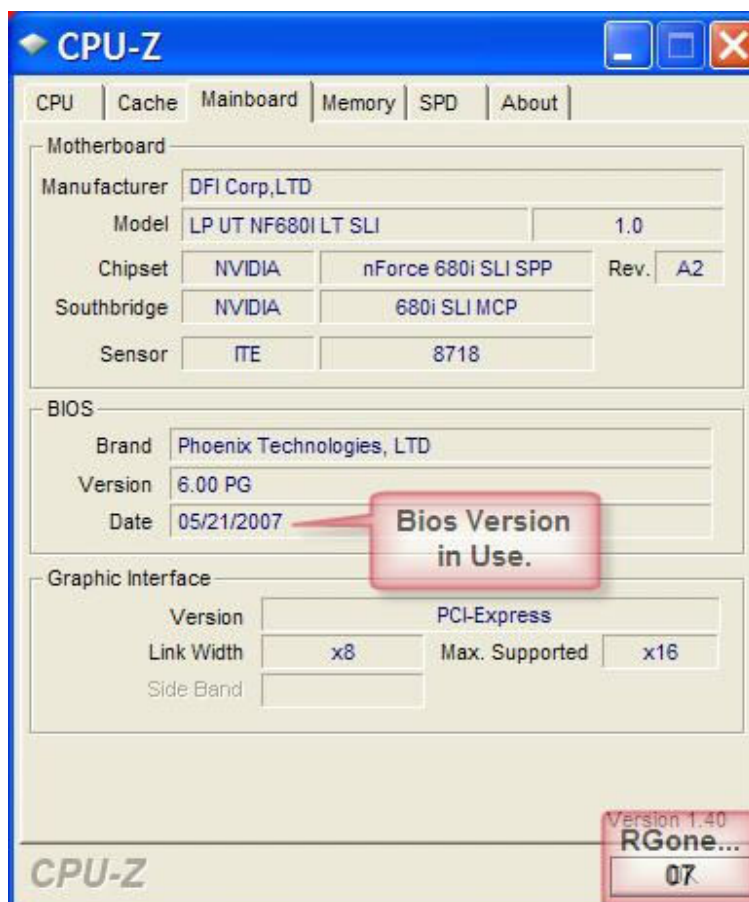 CPU-Z
CPU Cache Mainboard Memory SPD About
Motherboard
Manufacturer DFI Corp,LTD
Model LP UT NF680I LT SLI 1.0
Chipset NVIDIA nForce 680i SLI SPP Rev. A2
Southbridge NVIDIA 680i SLI MCP
Sensor ITE 8718
BIOS
Brand Phoenix Technologies, LTD
Version 6.00 PG
Date 05/21/2007
Bios Version
in Use.
Graphic Interface
Version PCI-Express
Link Width x8 Max. Supported x16
Side Band
Version 1.40
RGone...
CPU-Z 07